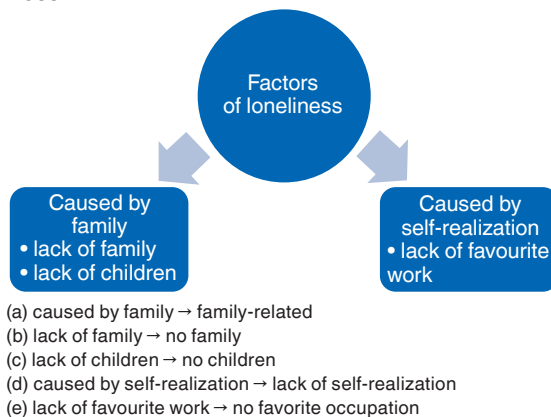 Factors
of loneliness
Caused by
family
• lack of family
• lack of children
Caused by
self-realization
• lack of favourite
work
(a) caused by family → family-related
(b) lack of family → no family
(c) lack of children → no children
(d) caused by self-realization → lack of self-realization
(e) lack of favourite work → no favorite occupation